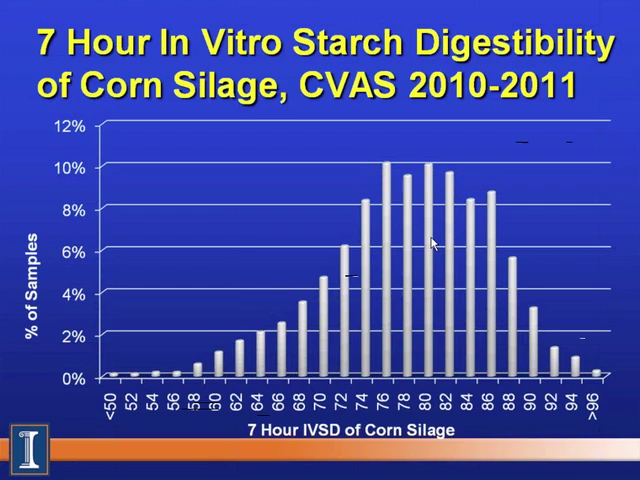 7 Hour In Vitro Starch Digestibility
of Corn Silage, CVAS 2010-2011
12%
10%
8%
6%
4%
2%
0%
% of Samples
<50 52 54 56 58 60 62 64 66 68 70 72 74 76 78 80 82 84 86 88 90 92 94 >96
7 Hour IVSD of Corn Silage
I